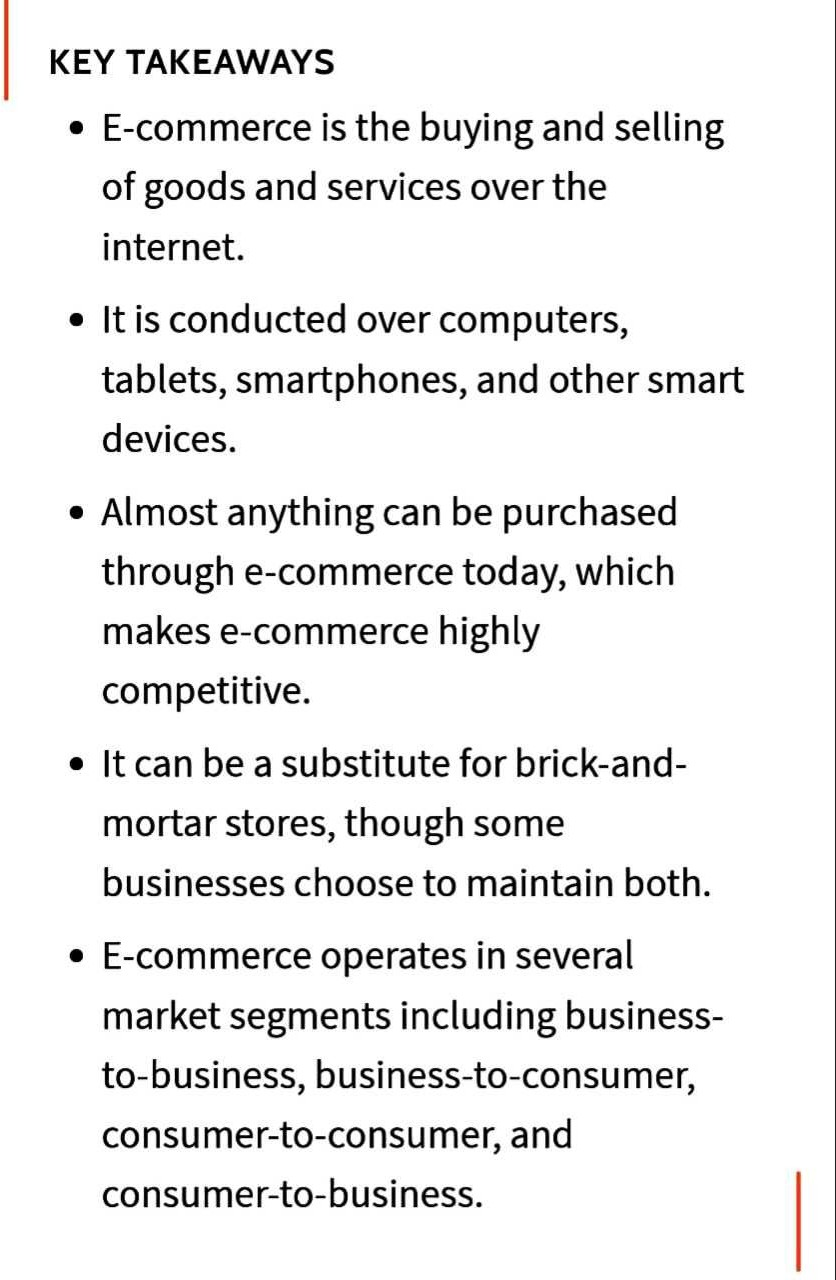 KEY TAKEAWAYS
• E-commerce is the buying and selling
of goods and services over the
internet.
• It is conducted over computers,
tablets, smartphones, and other smart
devices.
• Almost anything can be purchased
through e-commerce today, which
makes e-commerce highly
competitive.
• It can be a substitute for brick-and-
mortar stores, though some
businesses choose to maintain both.
• E-commerce operates in several
market segments including business-
to-business, business-to-consumer,
consumer-to-consumer, and
consumer-to-business.